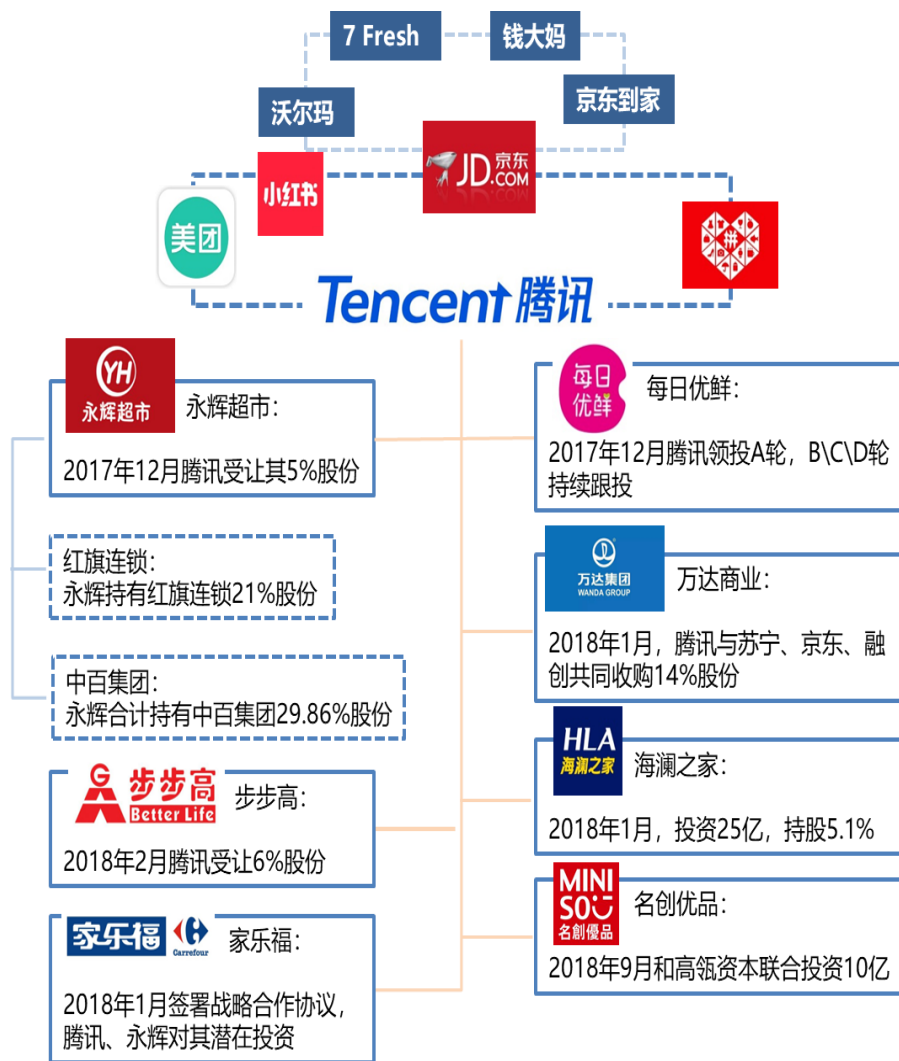 7 Fresh
钱大妈
沃尔玛
京东到家
JD 京东
.COM
小红书
美团
拼
Tencent 腾讯
YH
永辉超市
永辉超市：
2017年12月腾讯受让其5%股份
红旗连锁：
永辉持有红旗连锁21%股份
中百集团：
永辉合计持有中百集团29.86%股份
G
步步高
Better Life
步步高：
2018年2月腾讯受让6%股份
家乐福
Carrefour
家乐福：
2018年1月签署战略合作协议，
腾讯、永辉对其潜在投资
每日
优鲜
每日优鲜：
2017年12月腾讯领投A轮，B\C\D轮
持续跟投
万达集团
WANDA GROUP
万达商业：
2018年1月，腾讯与苏宁、京东、融
创共同收购14%股份
HLA
海澜之家
海澜之家：
2018年1月，投资25亿，持股5.1%
MINI
SO
名創優品
名创优品：
2018年9月和高瓴资本联合投资10亿